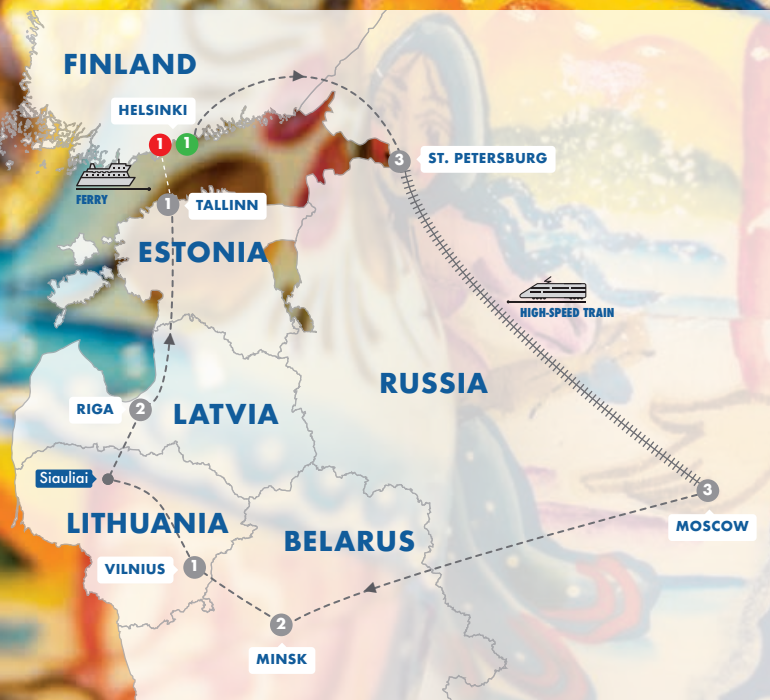 FINLAND
HELSINKI
1
1
3
ST. PETERSBURG
FERRY
1
TALLINN
ESTONIA
HIGH-SPEED TRAIN
RUSSIA
RIGA
2
LATVIA
Siauliai
3
MOSCOW
LITHUANIA
BELARUS
VILNIUS
1
2
MINSK